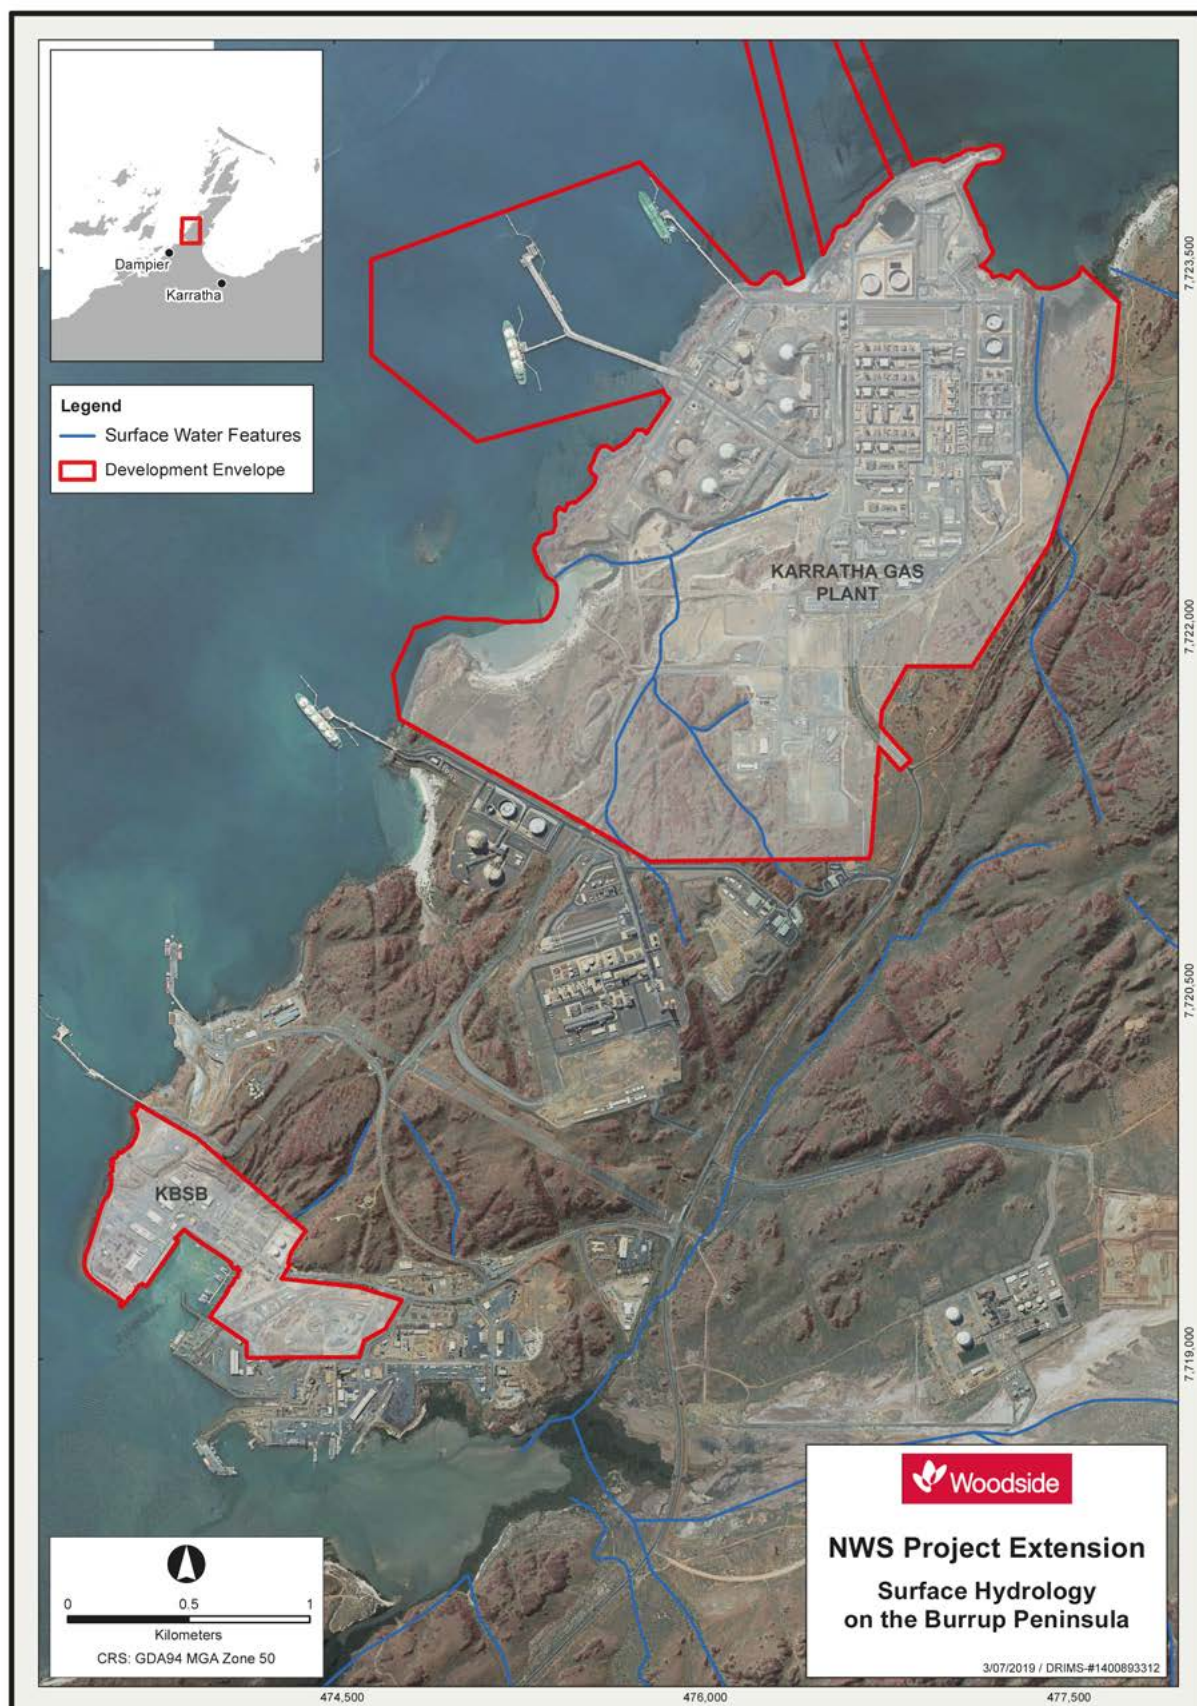 Dampier
Karratha
Legend
Surface Water Features
Development Envelope
KARRATHA GAS
PLANT
KBSB
7,723,500
7,722,000
7,720,500
7,719,000
Woodside
NWS Project Extension
Surface Hydrology
on the Burrup Peninsula
3/07/2019 / DRIMS-#1400893312
0 0.5 1
Kilometers
CRS: GDA94 MGA Zone 50
474,500 476,000 477,500